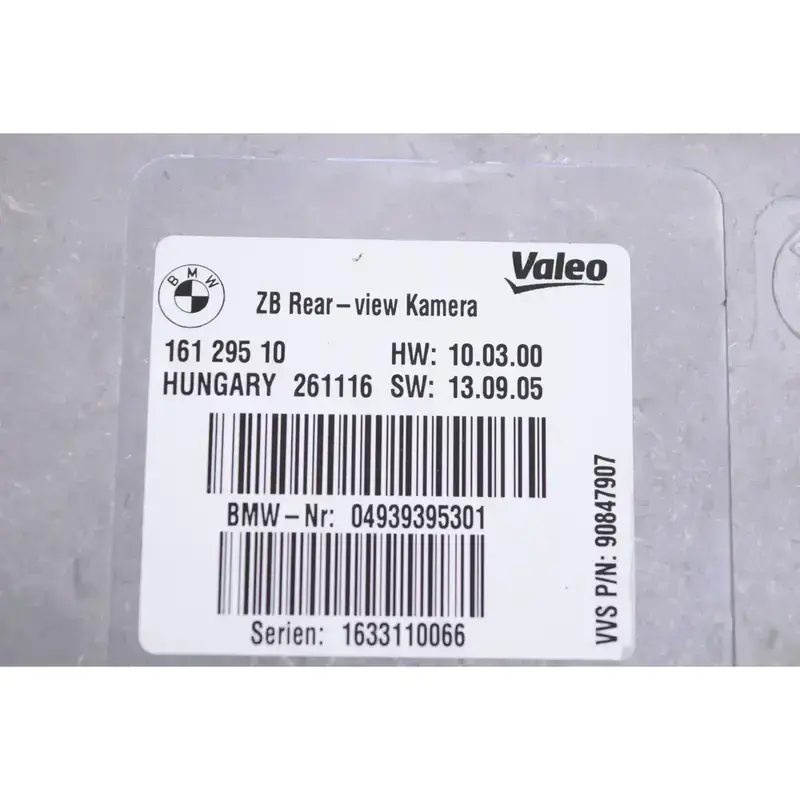 BMW
Valeo
ZB Rear-view Kamera
161 295 10 HW: 10.03.00
HUNGARY 261116 SW: 13.09.05
BMW-Nr: 04939395301
Serien: 1633110066
VVS P/N: 90847907